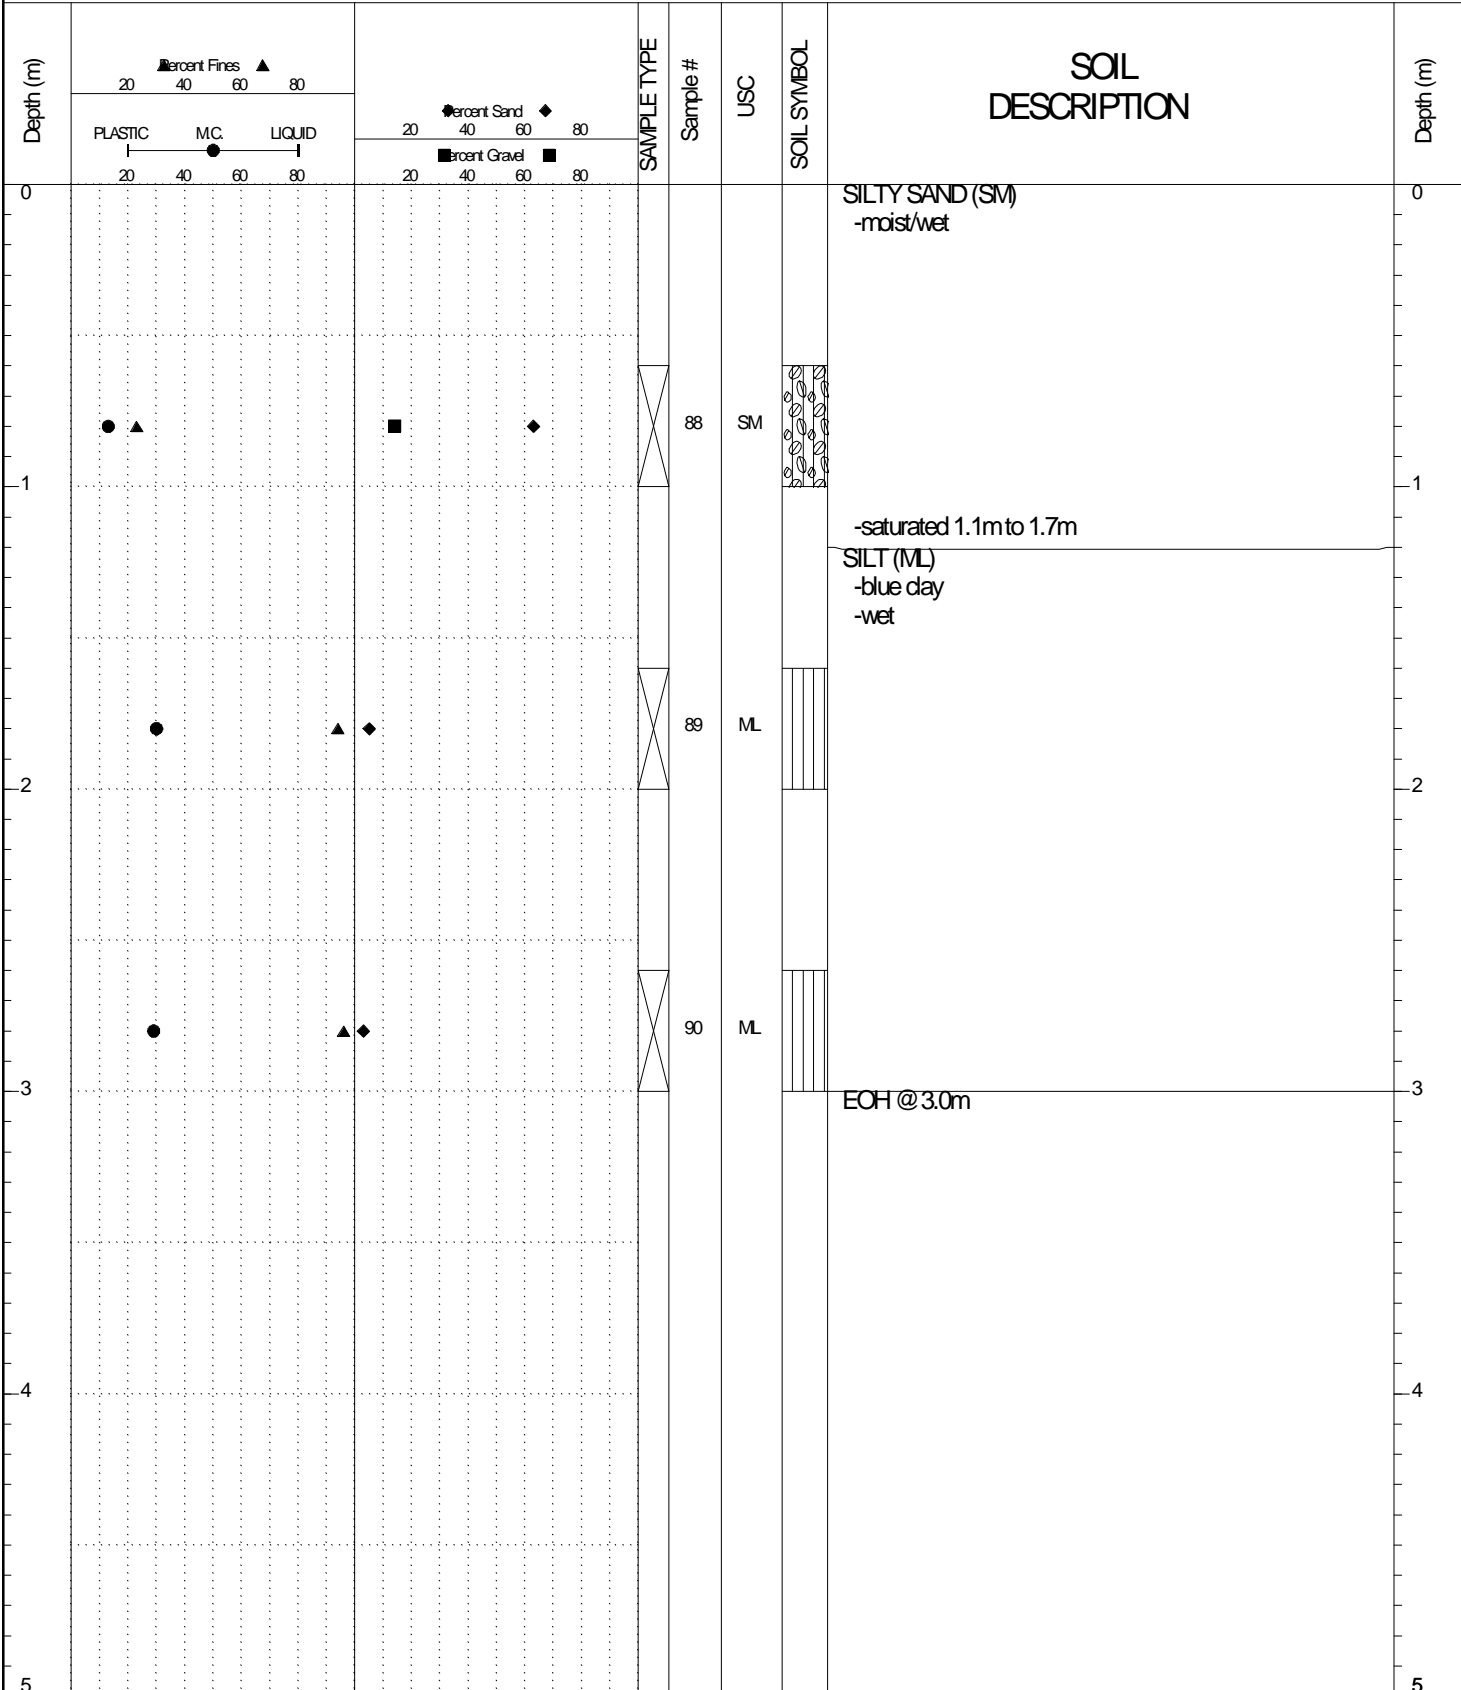 Depth (m)
Percent Fines
20 40 60 80
PLASTIC M.C. LIQUID
20 40 60 80
Percent Sand
20 40 60 80
Percent Gravel
20 40 60 80
SAMPLE TYPE
Sample #
USC
SOIL SYMBOL
SOIL
DESCRIPTION
Depth (m)
0 SILTY SAND (SM) 0
-moist/wet
88 SM
1 1
-saturated 1.1m to 1.7m
SILT (ML)
-blue clay
-wet
89 ML
2 2
90 ML
3 3
EOH @ 3.0m
4 4
5 5